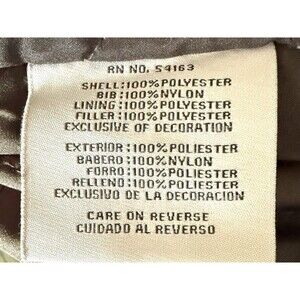 RN NO. 54163
SHELL:100% POLYESTER
BIB:100% NYLON
LINING:100% POLYESTER
FILLER:100% POLYESTER
EXCLUSIVE OF DECORATION
EXTERIOR:100% POLIESTER
BABERO:100% NYLON
FORRO:100% POLIESTER
RELLENO:100% POLIESTER
EXCLUSIVO DE LA DECORACION
CARE ON REVERSE
CUIDADO AL REVERSO